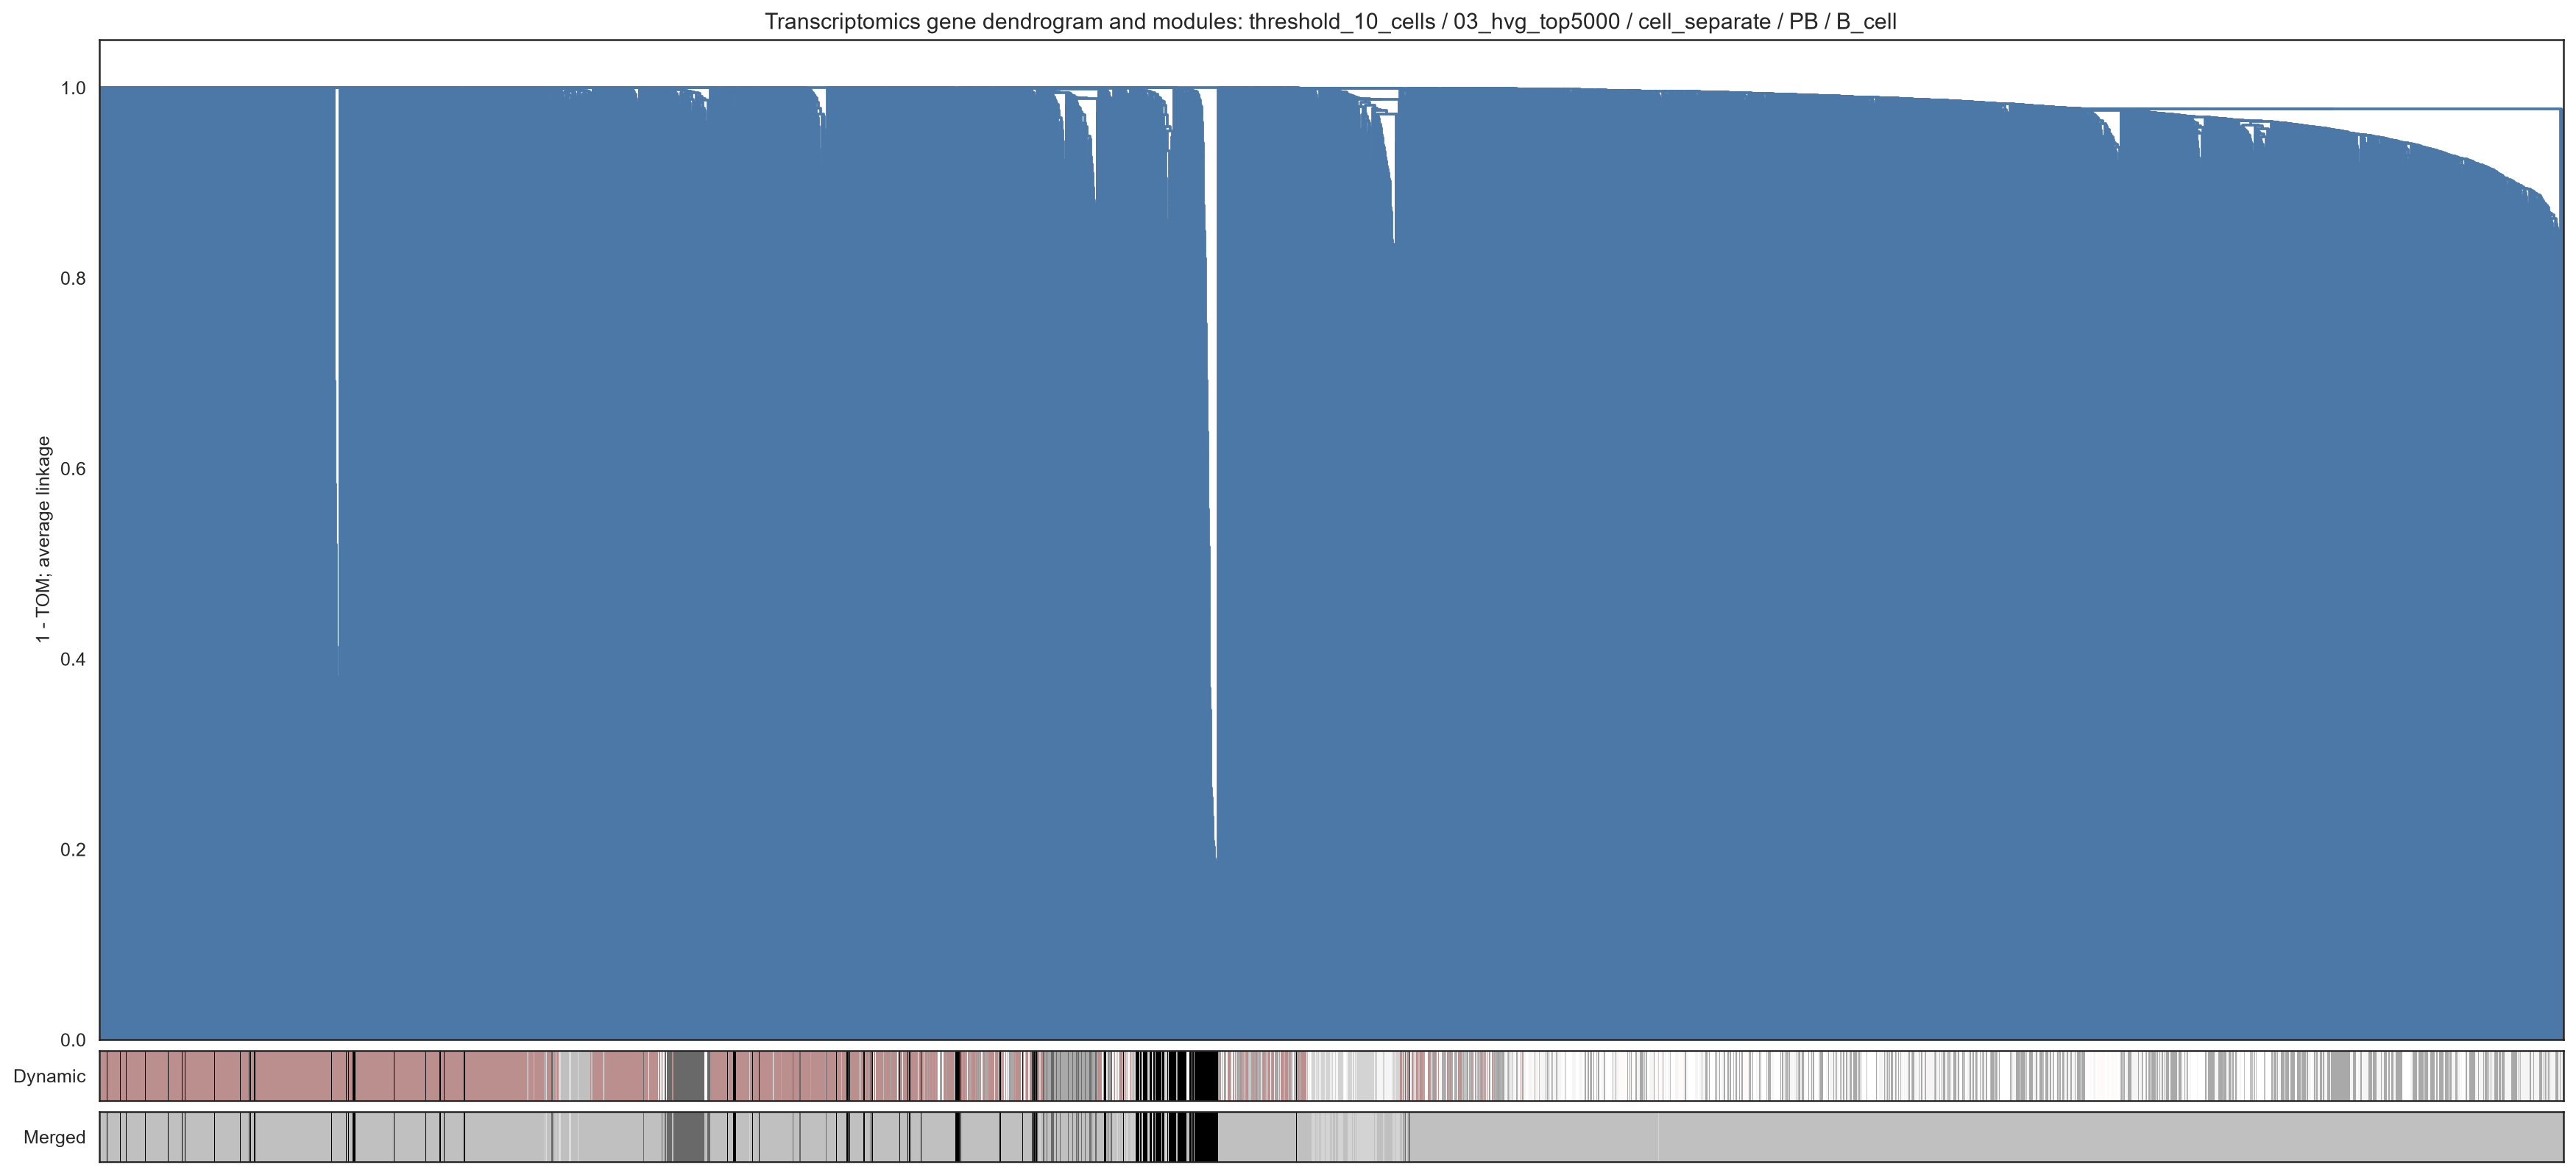 Transcriptomics gene dendrogram and modules: threshold_10_cells / 03_hvg_top5000 / cell_separate / PB / B_cell
1 - TOM; average linkage
1.0
0.8
0.6
0.4
0.2
0.0
Dynamic
Merged